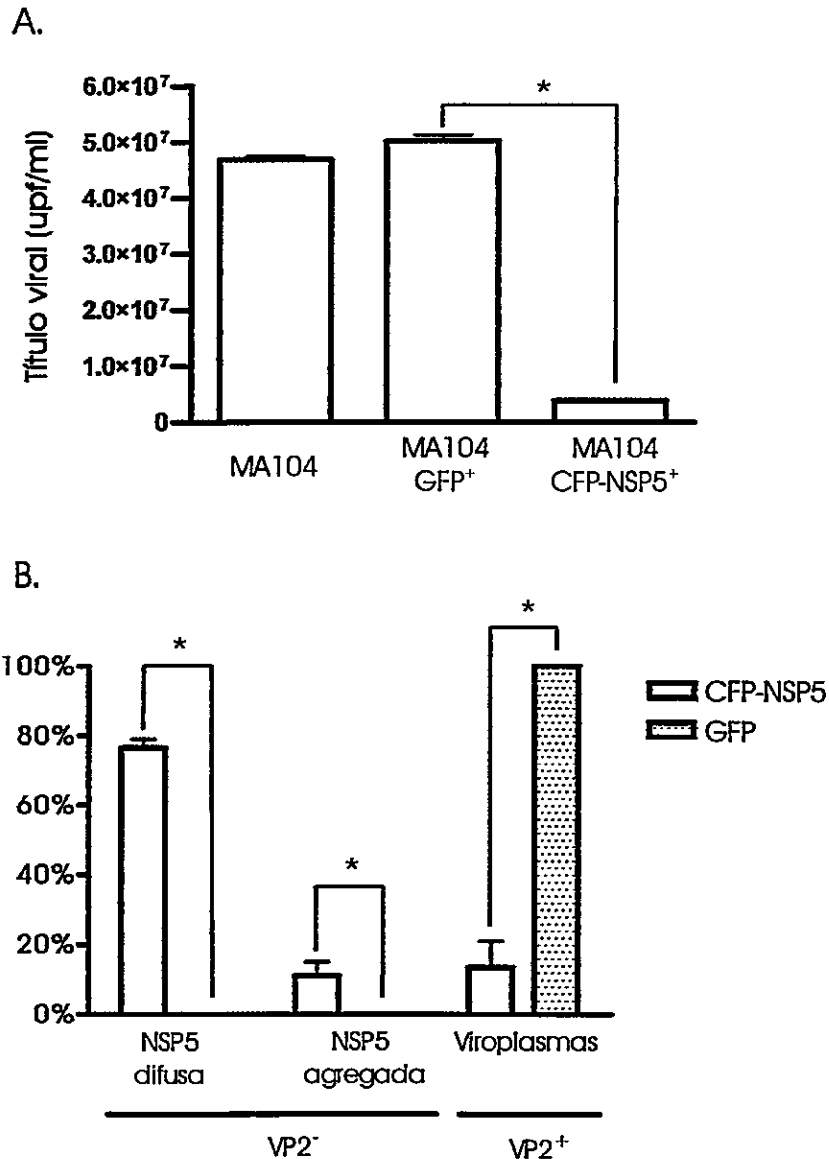 A.
Título viral (upf/ml)
6.0×10⁷
5.0×10⁷
4.0×10⁷
3.0×10⁷
2.0×10⁷
1.0×10⁷
0
*
MA104
MA104
GFP⁺
MA104
CFP-NSP5⁺
B.
100%
80%
60%
40%
20%
0%
*
*
*
CFP-NSP5
GFP
NSP5
difusa
NSP5
agregada
Viroplasmas
VP2⁻
VP2⁺